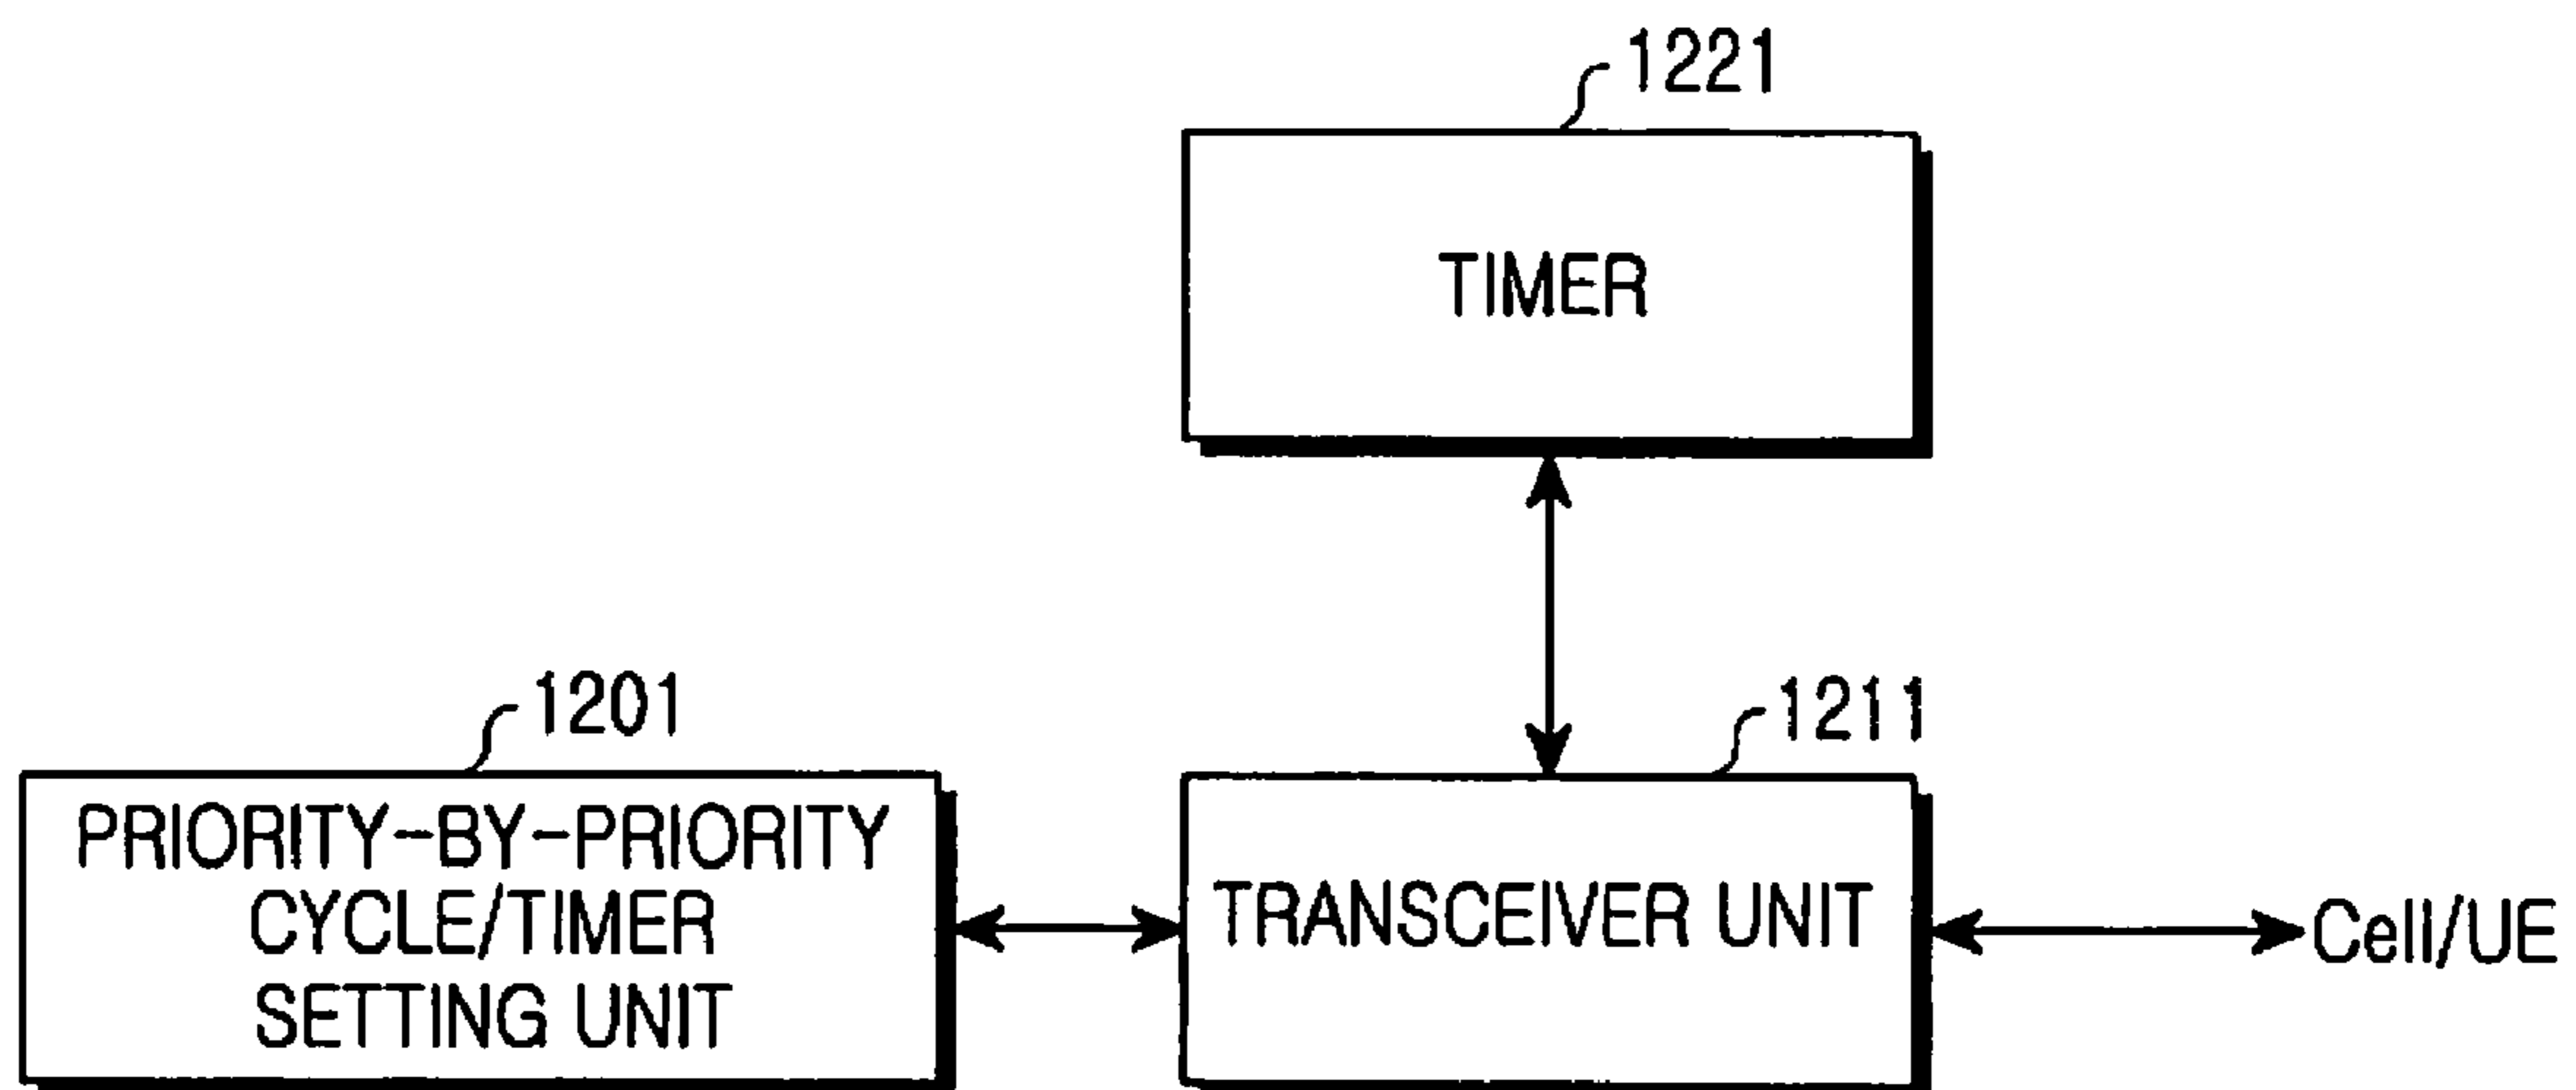 1221
TIMER
1201
1211
PRIORITY-BY-PRIORITY
CYCLE/TIMER
SETTING UNIT
TRANSCEIVER UNIT
Cell/UE